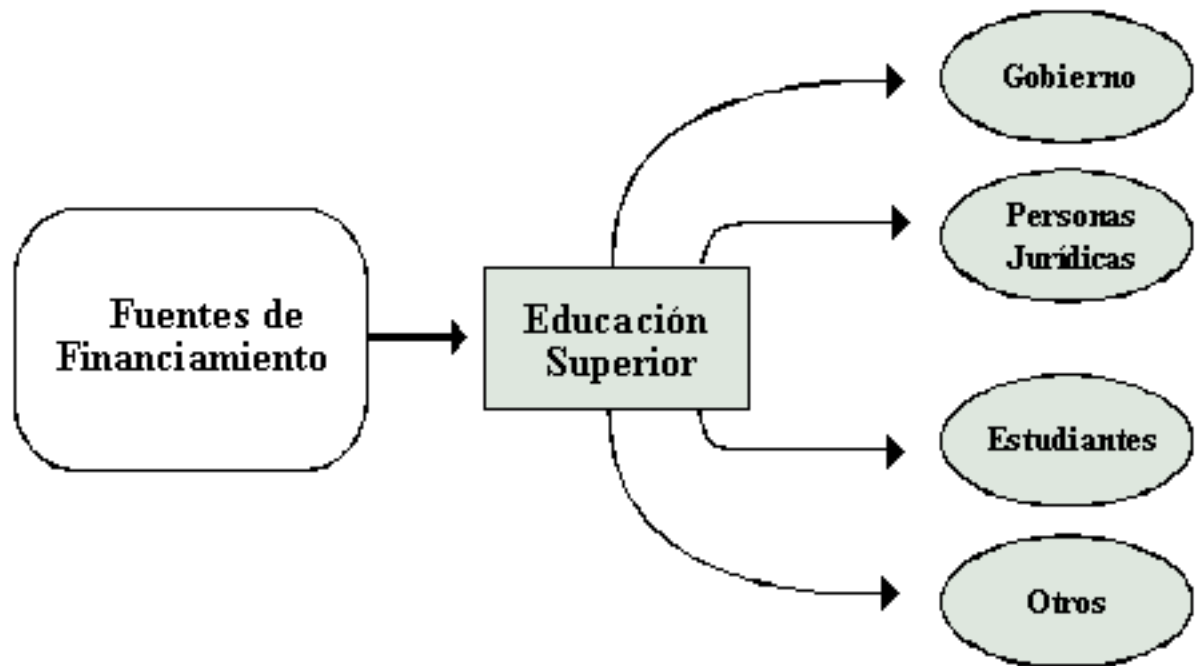 Fuentes de
Financiamiento
Educación
Superior
Gobierno
Personas
Jurídicas
Estudiantes
Otros